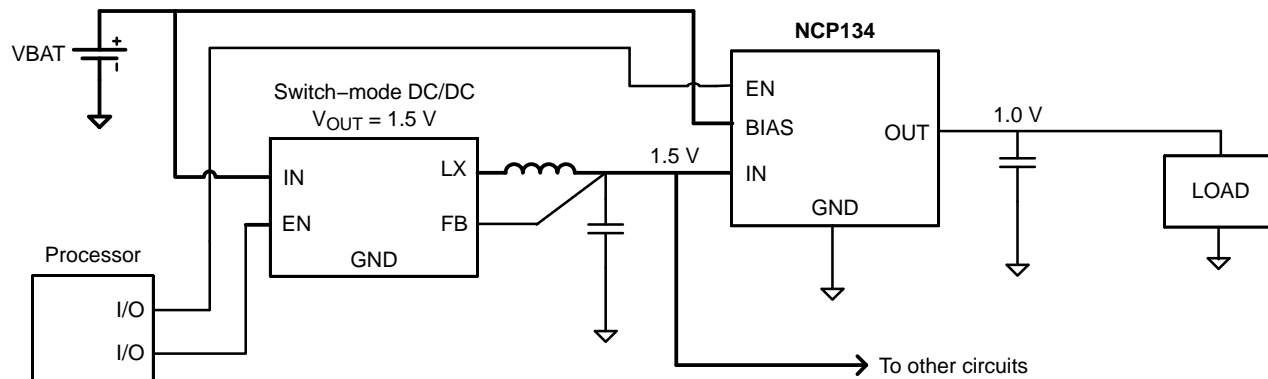 NCP134
VBAT
+
−
Switch−mode DC/DC
VOUT = 1.5 V
EN
BIAS
IN
OUT
GND
1.0 V
1.5 V
LOAD
IN
EN
LX
FB
GND
Processor
I/O
I/O
To other circuits